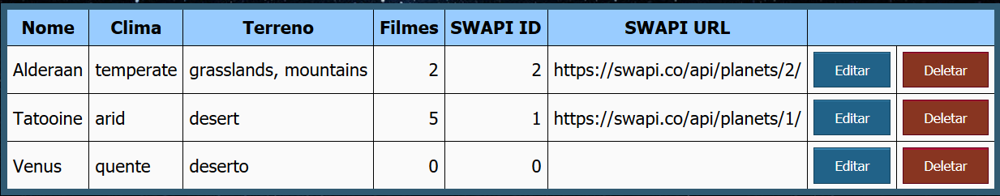 Nome Clima Terreno Filmes SWAPI ID SWAPI URL
Alderaan temperate grasslands, mountains 2 2 https://swapi.co/api/planets/2/ Editar Deletar
Tatooine arid desert 5 1 https://swapi.co/api/planets/1/ Editar Deletar
Venus quente deserto 0 0 Editar Deletar